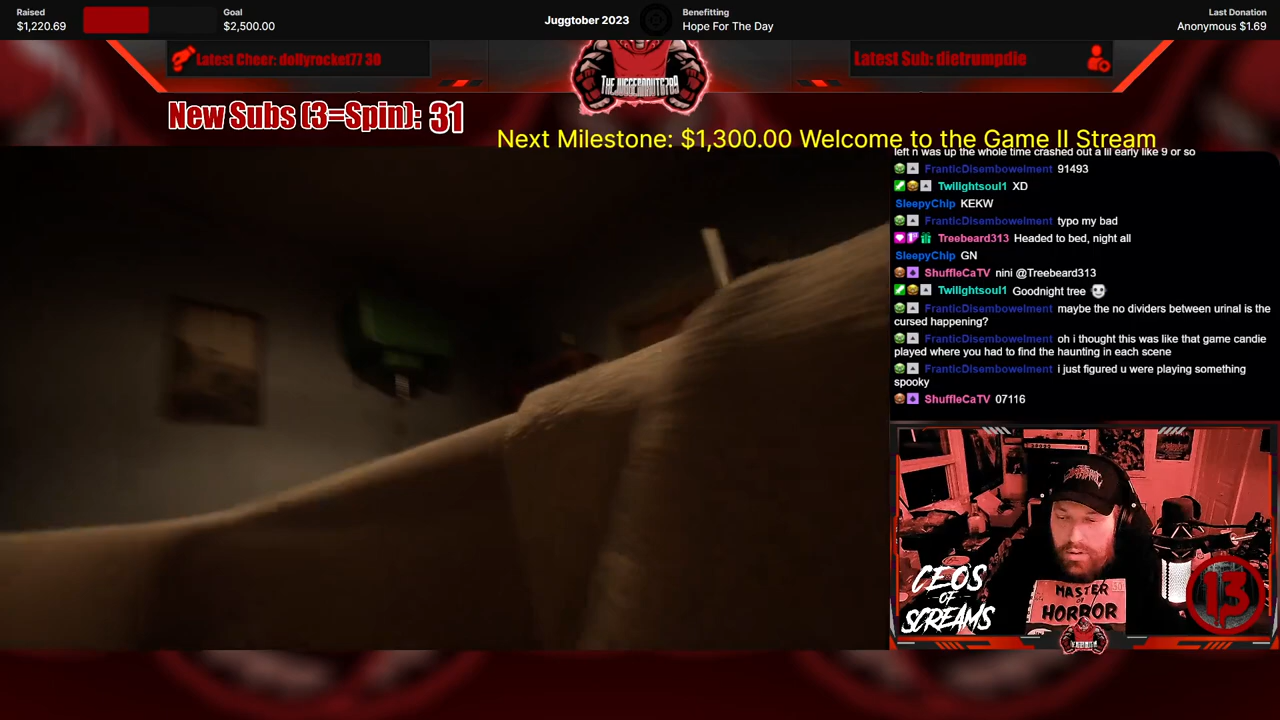 Raised
$1,220.69
Goal
$2,500.00
Juggtober 2023
Benefitting
Hope For The Day
Last Donation
Anonymous $1.69
Latest Cheer: dollyrocket77 30
THEJUGGERNAUT6789
Latest Sub: dietrumpdie
New Subs (3=Spin): 31
Next Milestone: $1,300.00 Welcome to the Game II Stream
left n was up the whole time crashed out a lil early like 9 or so
FranticDisembowelment 91493
Twilightsoul1 XD
SleepyChip KEKW
FranticDisembowelment typo my bad
Treebeard313 Headed to bed, night all
SleepyChip GN
ShuffleCaTV nini @Treebeard313
Twilightsoul1 Goodnight tree
FranticDisembowelment maybe the no dividers between urinal is the
cursed happening?
FranticDisembowelment oh i thought this was like that game candie
played where you had to find the haunting in each scene
FranticDisembowelment i just figured u were playing something
spooky
ShuffleCaTV 07116
CEO'S
OF
SCREAMS
MASTER
OF
HORROR
13